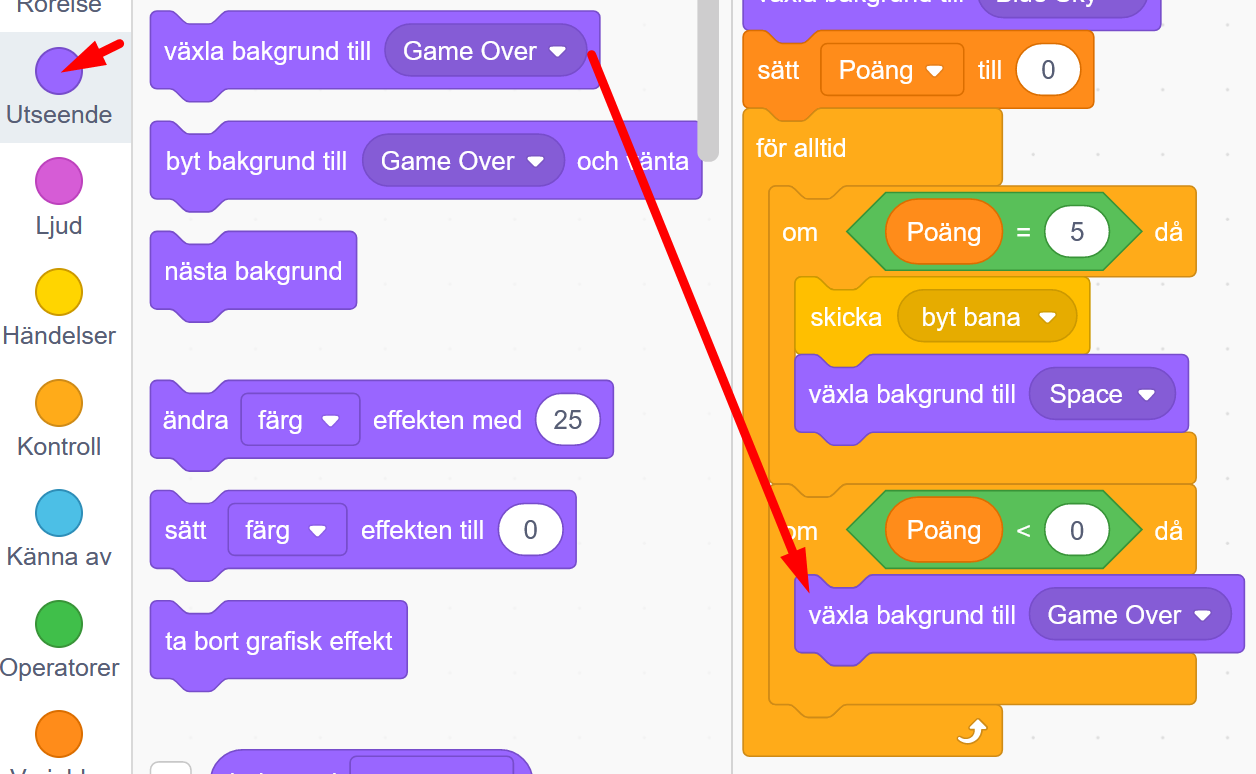 Rörelse
Utseende
Ljud
Händelser
Kontroll
Känna av
Operatorer
växla bakgrund till Game Over
byt bakgrund till Game Over och vänta
nästa bakgrund
ändra färg effekten med 25
sätt färg effekten till 0
ta bort grafisk effekt
växla bakgrund till Blue Sky
sätt Poäng till 0
för alltid
om Poäng = 5 då
skicka byt bana
växla bakgrund till Space
om Poäng < 0 då
växla bakgrund till Game Over